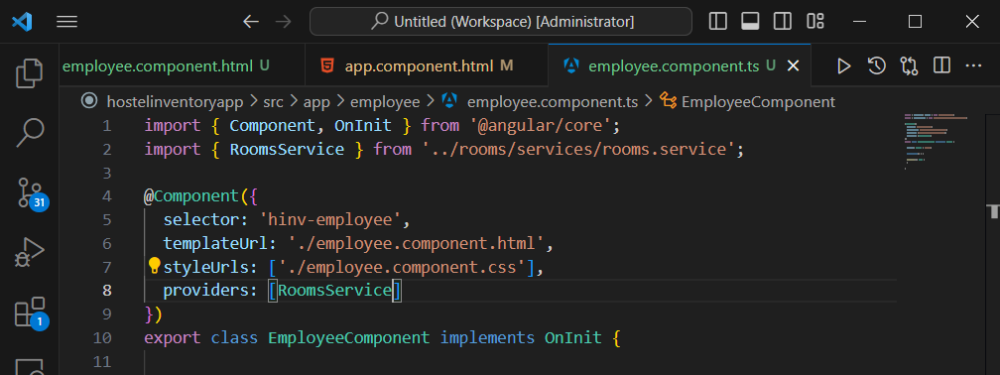 Untitled (Workspace) [Administrator]
employee.component.html U
app.component.html M
employee.component.ts U
hostelinventoryapp > src > app > employee > employee.component.ts > EmployeeComponent
1 import { Component, OnInit } from '@angular/core';
2 import { RoomsService } from '../rooms/services/rooms.service';
3
4 @Component({
5 selector: 'hinv-employee',
6 templateUrl: './employee.component.html',
7 styleUrls: ['./employee.component.css'],
8 providers: [RoomsService]
9 })
10 export class EmployeeComponent implements OnInit {
11
31
1